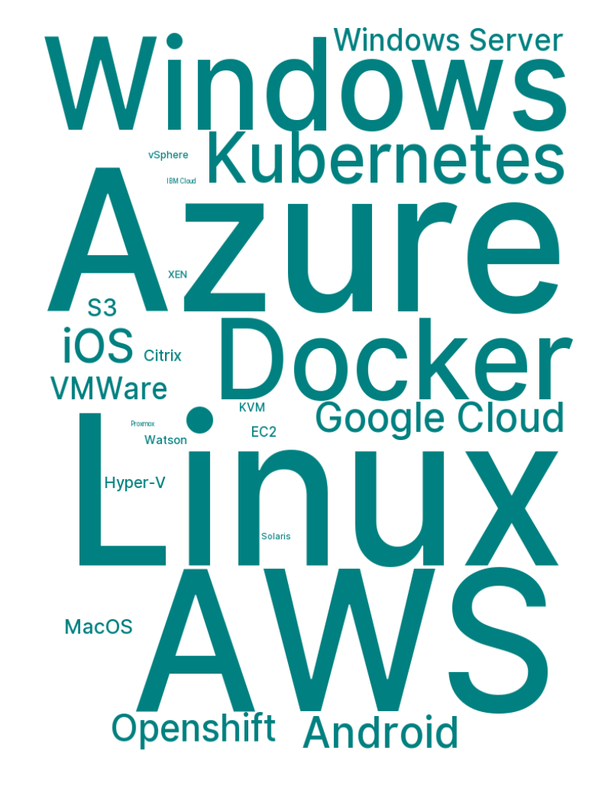 Windows Server
Windows
Kubernetes
vSphere
IBM Cloud
Azure
XEN
S3
iOS
Citrix
Docker
VMWare
KVM
Google Cloud
Proxmox
EC2
Watson
Linux
Hyper-V
Solaris
AWS
MacOS
Openshift
Android